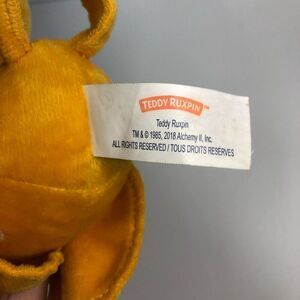 TEDDY RUXPIN
Teddy Ruxpin
TM & © 1985, 2018 Alchemy II, Inc.
ALL RIGHTS RESERVED / TOUS DROITS RESERVES